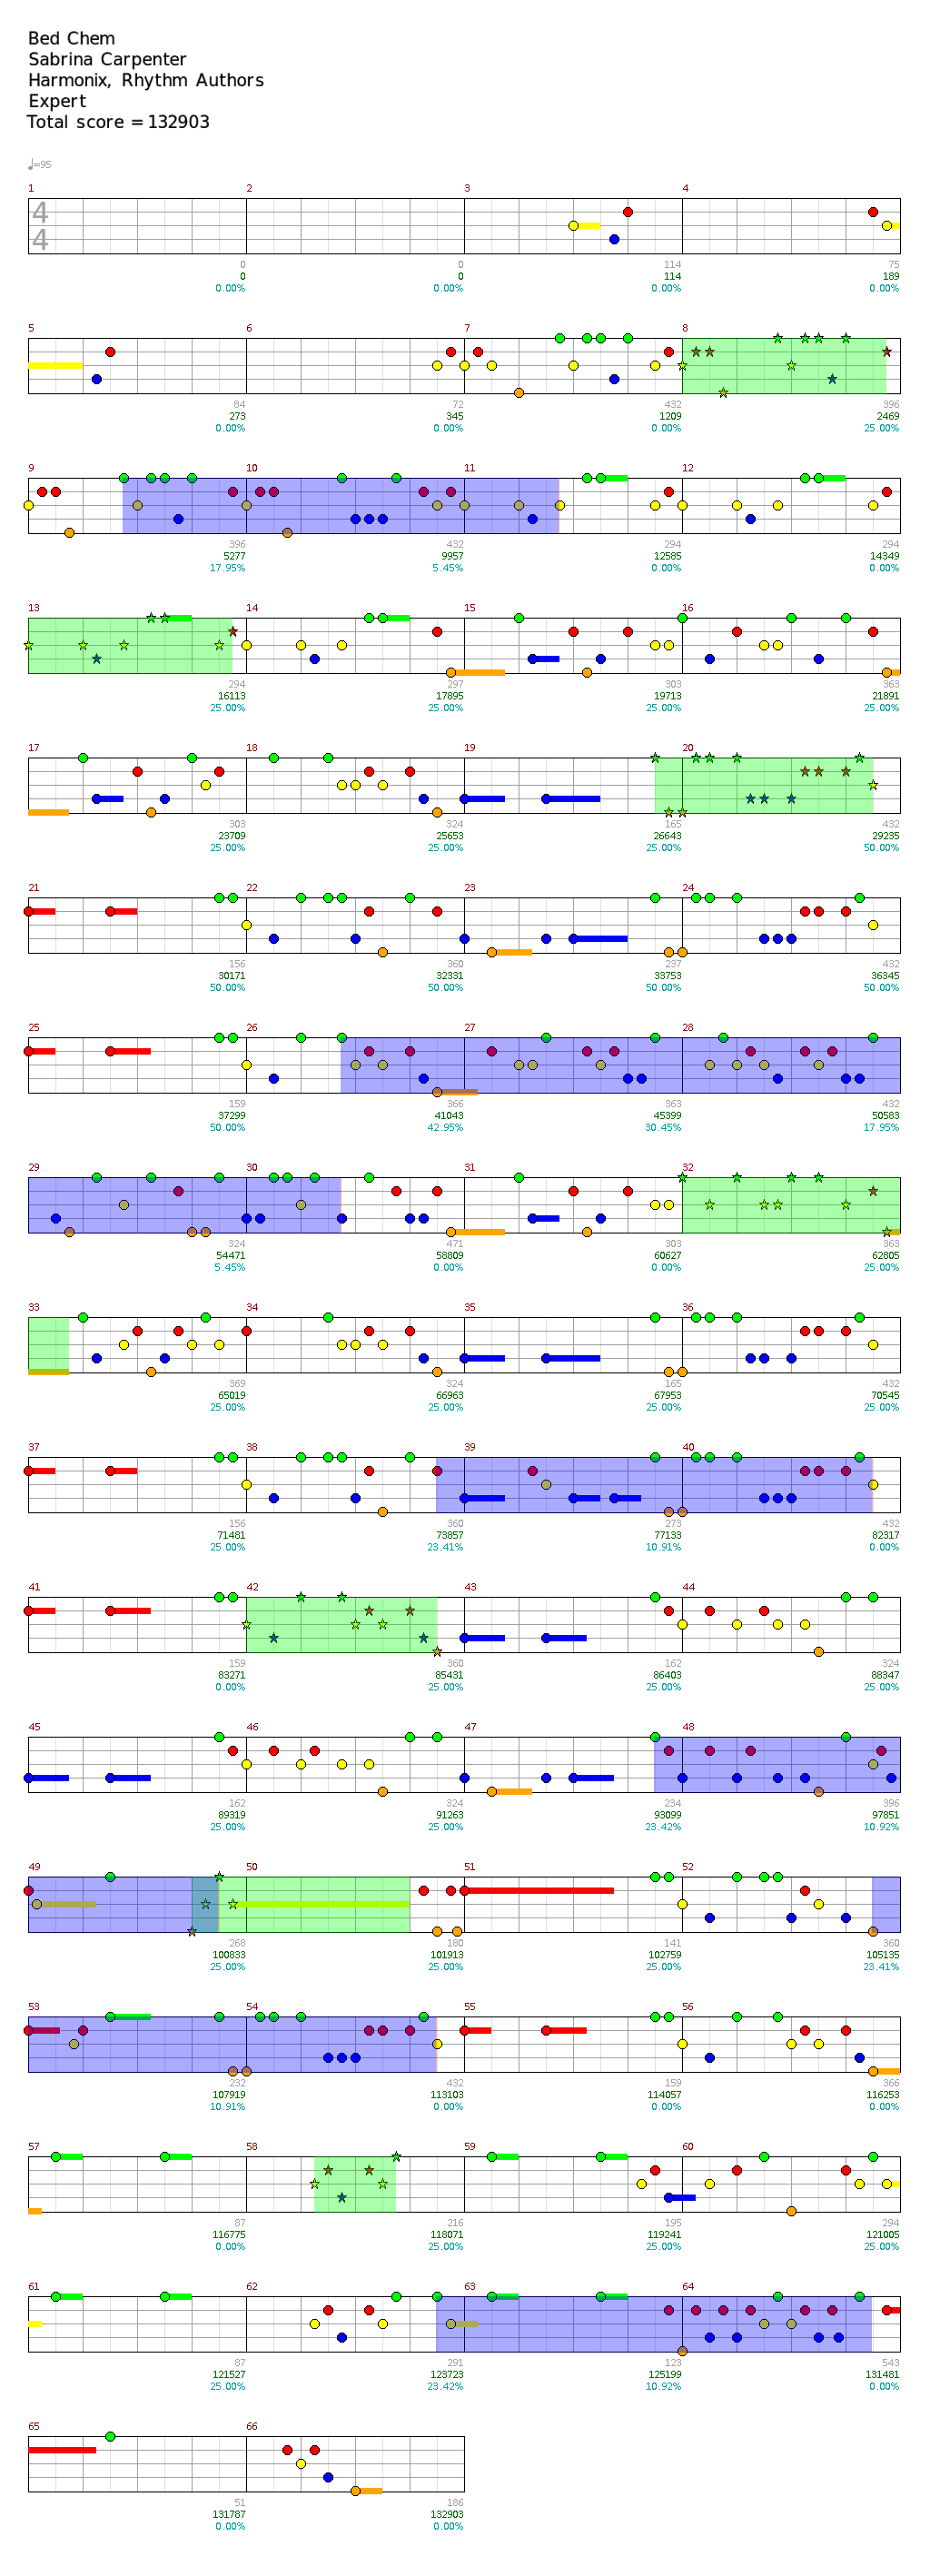 Bed Chem
Sabrina Carpenter
Harmonix, Rhythm Authors
Expert
Total score = 132903
♩=95
1 2 3 4
4
4
0 0 114 75
0 0 114 189
0.00% 0.00% 0.00% 0.00%
5 6 7 8
84 72 432 396
273 345 1209 2469
0.00% 0.00% 0.00% 25.00%
9 10 11 12
396 432 294 294
5277 9957 12585 14349
17.95% 5.45% 0.00% 0.00%
13 14 15 16
294 297 303 363
16113 17895 19713 21891
25.00% 25.00% 25.00% 25.00%
17 18 19 20
303 324 165 432
23709 25653 26643 29235
25.00% 25.00% 25.00% 50.00%
21 22 23 24
156 360 237 432
30171 32331 33753 36345
50.00% 50.00% 50.00% 50.00%
25 26 27 28
159 366 363 432
37299 41043 45399 50583
50.00% 42.95% 30.45% 17.95%
29 30 31 32
324 471 303 363
54471 58809 60627 62805
5.45% 0.00% 0.00% 25.00%
33 34 35 36
369 324 165 432
65019 66963 67953 70545
25.00% 25.00% 25.00% 25.00%
37 38 39 40
156 360 273 432
71481 73857 77133 82317
25.00% 23.41% 10.91% 0.00%
41 42 43 44
159 360 162 324
83271 85431 86403 88347
0.00% 25.00% 25.00% 25.00%
45 46 47 48
162 324 234 396
89319 91263 93099 97851
25.00% 25.00% 23.42% 10.92%
49 50 51 52
268 180 141 360
100833 101913 102759 105135
25.00% 25.00% 25.00% 23.41%
53 54 55 56
232 432 159 366
107919 113103 114057 116253
10.91% 0.00% 0.00% 0.00%
57 58 59 60
87 216 195 294
116775 118071 119241 121005
0.00% 25.00% 25.00% 25.00%
61 62 63 64
87 291 123 543
121527 123723 125199 131481
25.00% 23.42% 10.92% 0.00%
65 66
51 186
131787 132903
0.00% 0.00%